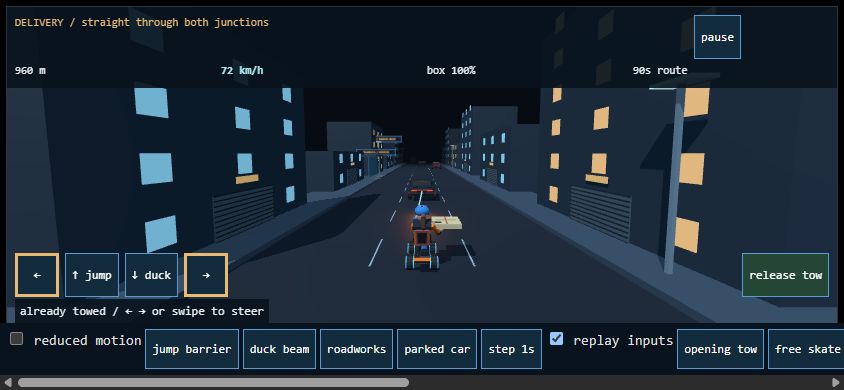 DELIVERY / straight through both junctions
pause
960 m
72 km/h
box 100%
90s route
←
↑ jump
↓ duck
→
release tow
already towed / ← → or swipe to steer
reduced motion
jump barrier
duck beam
roadworks
parked car
step 1s
replay inputs
opening tow
free skate